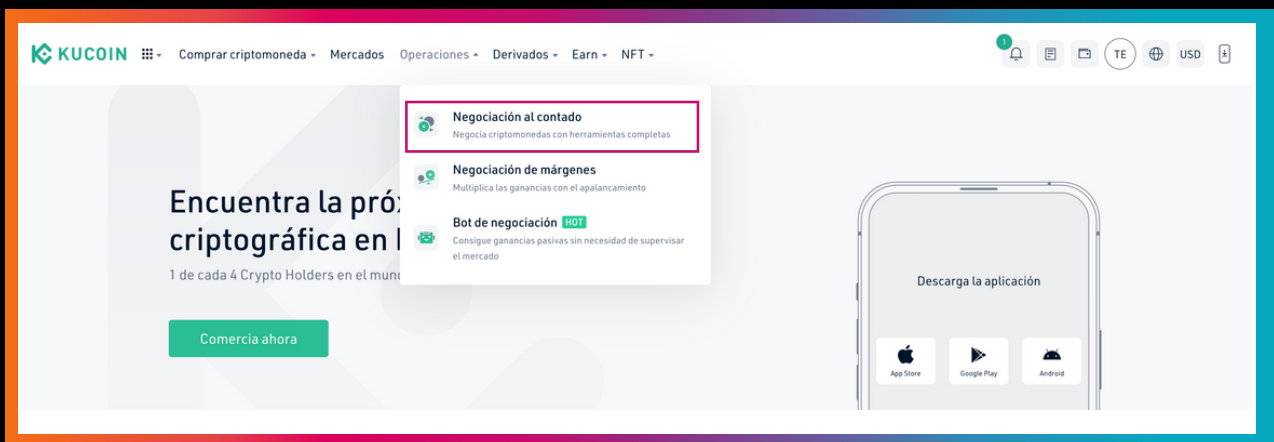 KUCOIN Comprar criptomoneda Mercados Operaciones Derivados Earn NFT 1 TE USD
Negociación al contado
Negocia criptomonedas con herramientas completas
Negociación de márgenes
Multiplica las ganancias con el apalancamiento
Bot de negociación HOT
Consigue ganancias pasivas sin necesidad de supervisar
el mercado
Encuentra la pró
criptográfica en
1 de cada 4 Crypto Holders en el mun
Comercia ahora
Descarga la aplicación
App Store Google Play Android